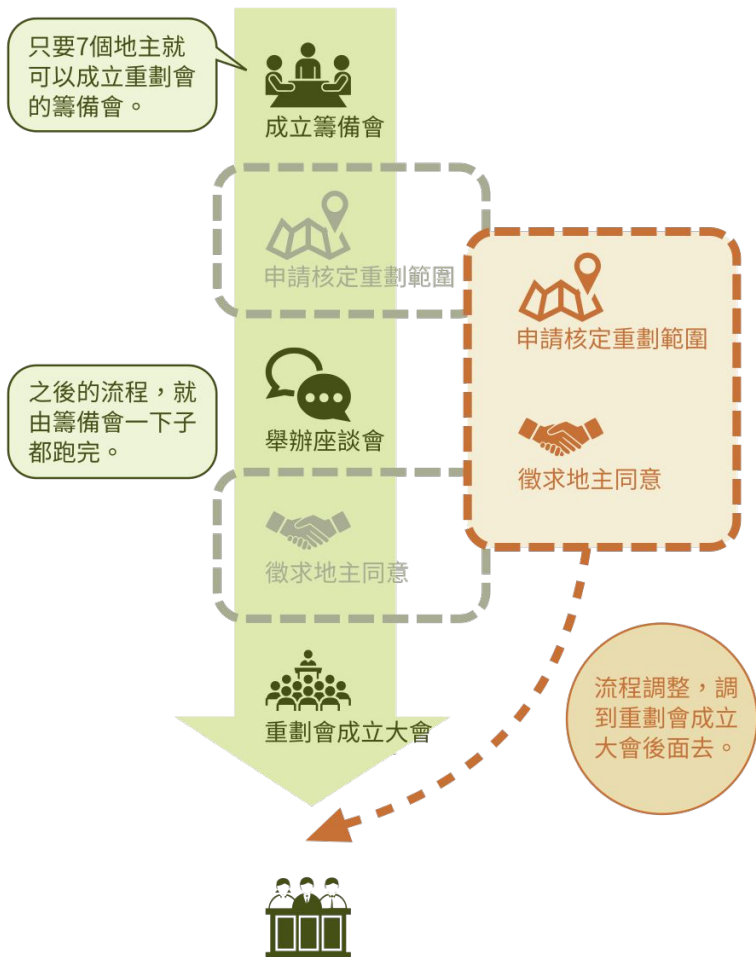 只要7個地主就
可以成立重劃會
的籌備會。
成立籌備會
申請核定重劃範圍
申請核定重劃範圍
之後的流程，就
由籌備會一下子
都跑完。
舉辦座談會
徵求地主同意
徵求地主同意
流程調整，調
到重劃會成立
大會後面去。
重劃會成立大會